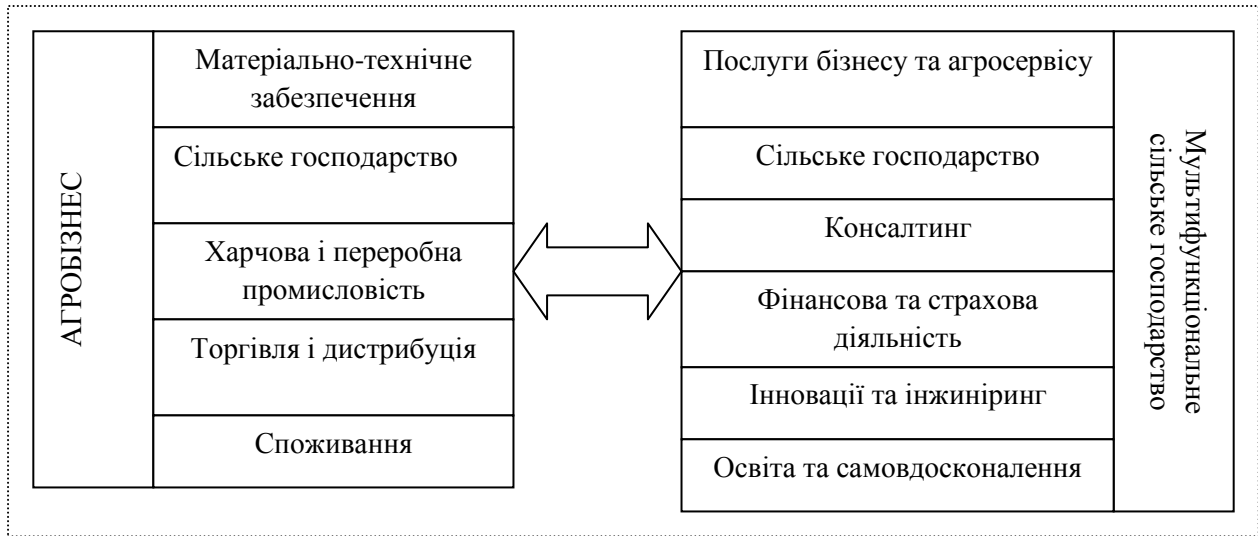 АГРОБІЗНЕС
Матеріально-технічне
забезпечення
Сільське господарство
Харчова і переробна
промисловість
Торгівля і дистрибуція
Споживання
Послуги бізнесу та агросервісу
Сільське господарство
Консалтинг
Фінансова та страхова
діяльність
Інновації та інжиніринг
Освіта та самовдосконалення
Мультифункціональне
сільське господарство